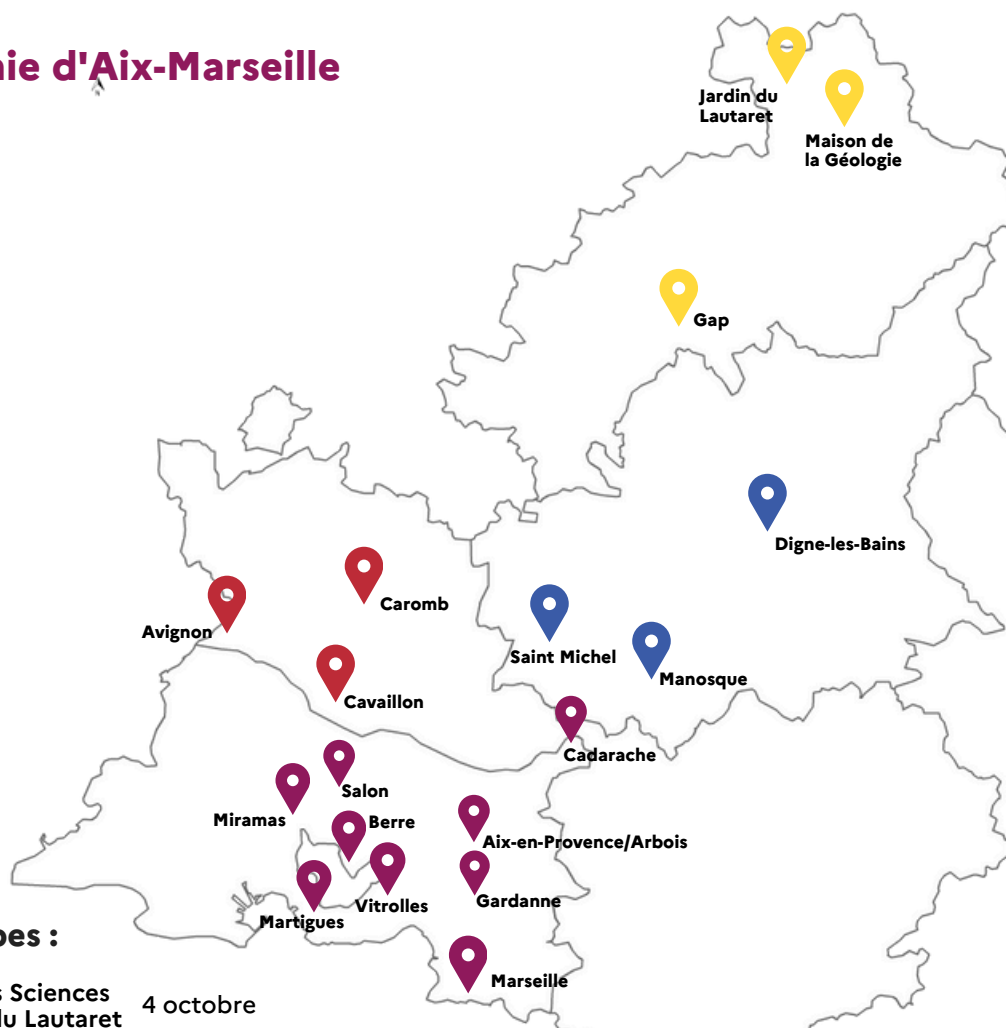 nie d'Aix-Marseille
Jardin du
Lautaret
Maison de
la Géologie
Gap
Digne-les-Bains
Caromb
Avignon
Saint Michel
Manosque
Cavaillon
Cadarache
Salon
Miramas
Berre
Aix-en-Provence/Arbois
Gardanne
Vitrolles
Martigues
Marseille
pes :
s Sciences
du Lautaret
4 octobre